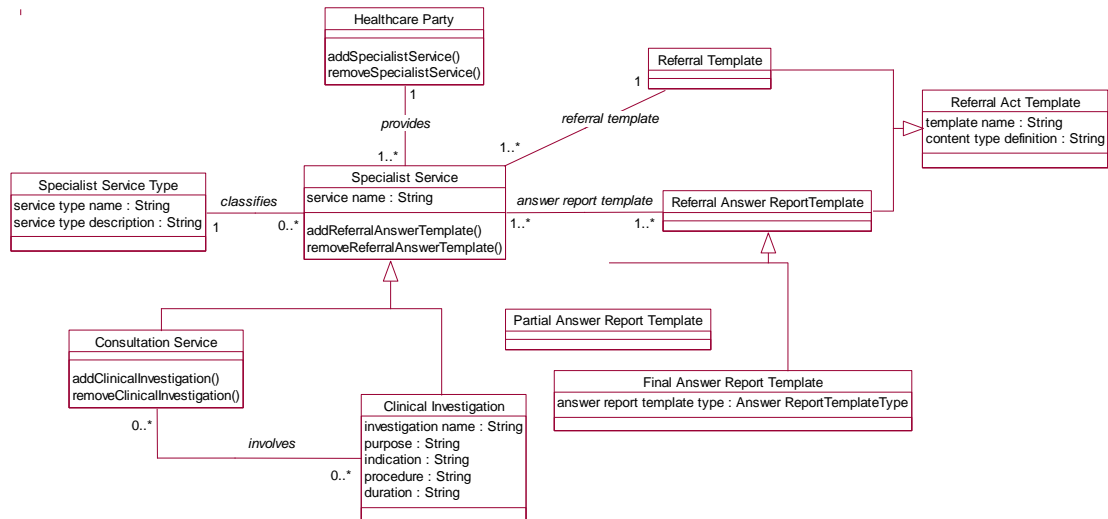 Healthcare Party
addSpecialistService()
removeSpecialistService()
1
provides
1..*
Referral Template
1
referral template
1..*
Referral Act Template
template name : String
content type definition : String
Specialist Service Type
service type name : String
service type description : String
classifies
1
0..*
Specialist Service
service name : String
addReferralAnswerTemplate()
removeReferralAnswerTemplate()
answer report template
1..*
1..*
Referral Answer ReportTemplate
Partial Answer Report Template
Final Answer Report Template
answer report template type : Answer ReportTemplateType
Consultation Service
addClinicalInvestigation()
removeClinicalInvestigation()
0..*
involves
0..*
Clinical Investigation
investigation name : String
purpose : String
indication : String
procedure : String
duration : String